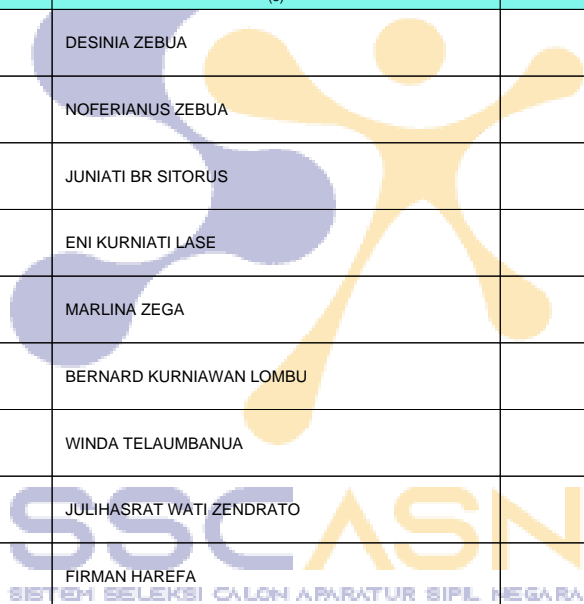 (3)
DESINIA ZEBUA
NOFERIANUS ZEBUA
JUNIATI BR SITORUS
ENI KURNIATI LASE
MARLINA ZEGA
BERNARD KURNIAWAN LOMBU
WINDA TELAUMBANUA
JULIHASRAT WATI ZENDRATO
SSCASN
FIRMAN HAREFA
SISTEM SELEKSI CALON APARATUR SIPIL NEGARA